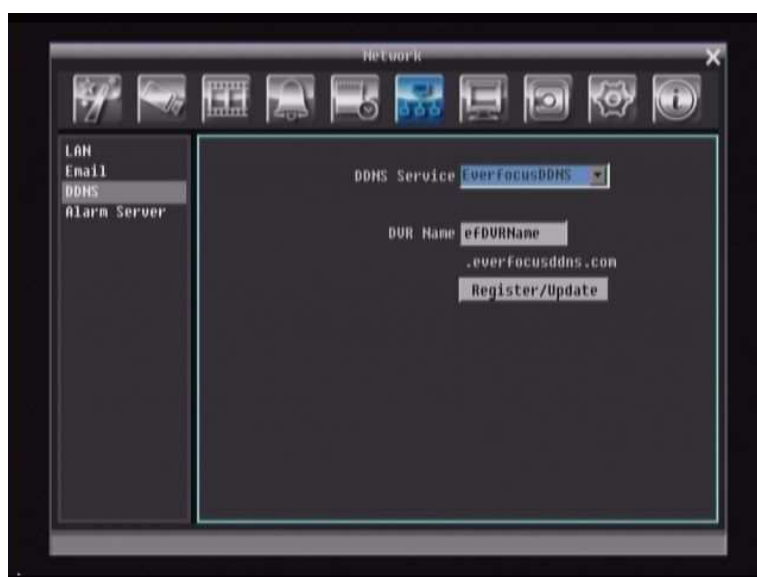 Network
LAN
Email
DDNS
Alarm Server
DDNS Service EverFocusDDNS
DVR Name efDVRName
.everfocusddns.com
Register/Update